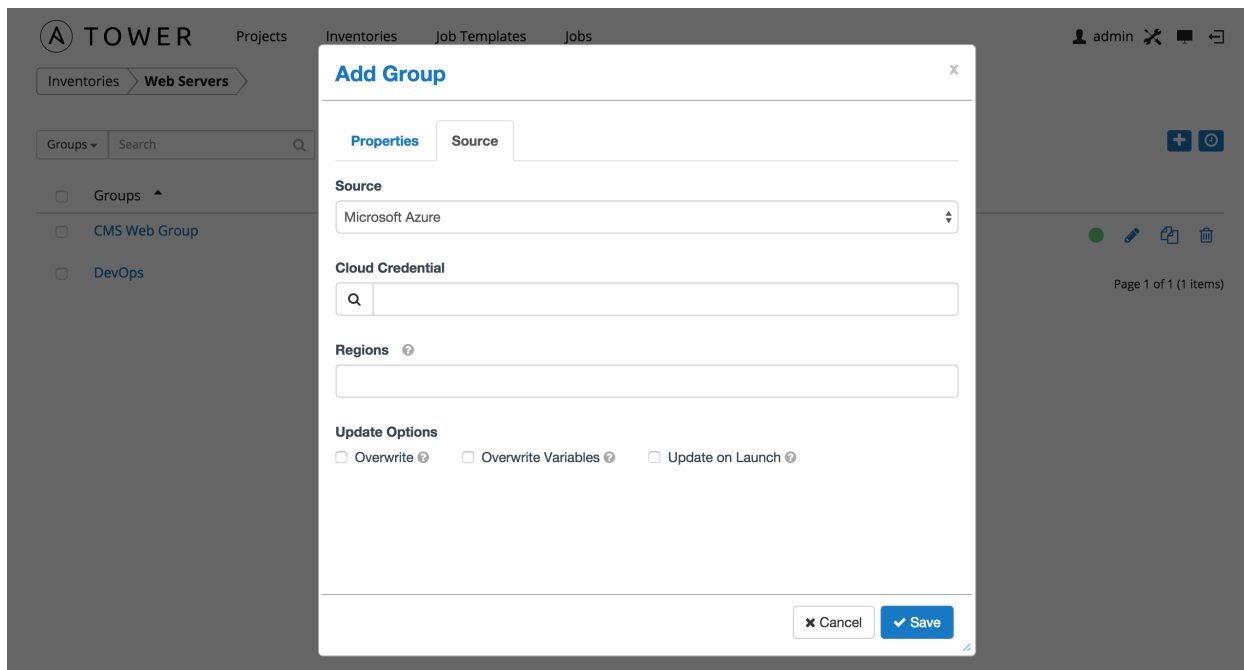 TOWER Projects Inventories Job Templates Jobs admin
Inventories Web Servers
Add Group x
Groups Search
Properties Source
Groups
Source
Microsoft Azure
CMS Web Group
DevOps
Cloud Credential
Page 1 of 1 (1 items)
Regions ?
Update Options
Overwrite ? Overwrite Variables ? Update on Launch ?
Cancel Save